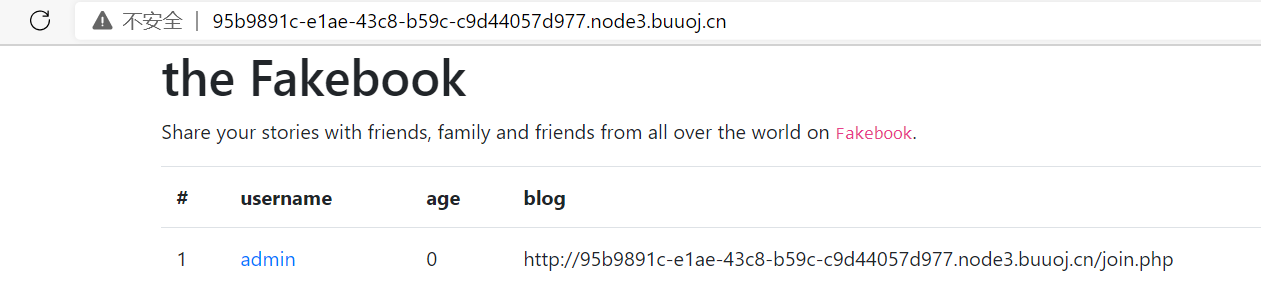 不安全 | 95b9891c-e1ae-43c8-b59c-c9d44057d977.node3.buuoj.cn
the Fakebook
Share your stories with friends, family and friends from all over the world on Fakebook.
# username age blog
1 admin 0 http://95b9891c-e1ae-43c8-b59c-c9d44057d977.node3.buuoj.cn/join.php